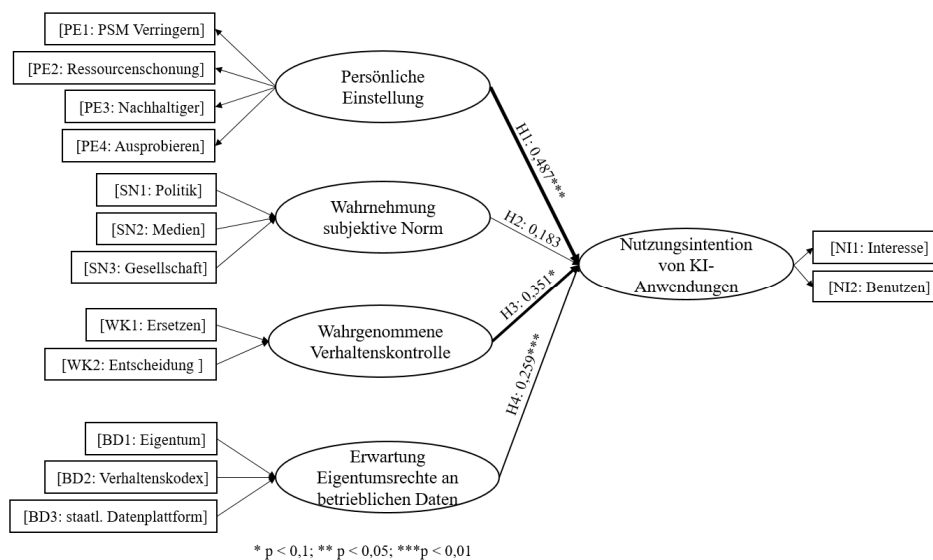 [PE1: PSM Verringern]
[PE2: Ressourcenschonung]
[PE3: Nachhaltiger]
[PE4: Ausprobieren]
Persönliche
Einstellung
H1: 0,487***
[SN1: Politik]
[SN2: Medien]
[SN3: Gesellschaft]
Wahrnehmung
subjektive Norm
H2: 0,183
Nutzungsintention
von KI-
Anwendungen
[NI1: Interesse]
[NI2: Benutzen]
[WK1: Ersetzen]
[WK2: Entscheidung ]
Wahrgenommene
Verhaltenskontrolle
H3: 0,351*
H4: 0,259***
[BD1: Eigentum]
[BD2: Verhaltenskodex]
[BD3: staatl. Datenplattform]
Erwartung
Eigentumsrechte an
betrieblichen Daten
* p < 0,1; ** p < 0,05; ***p < 0,01